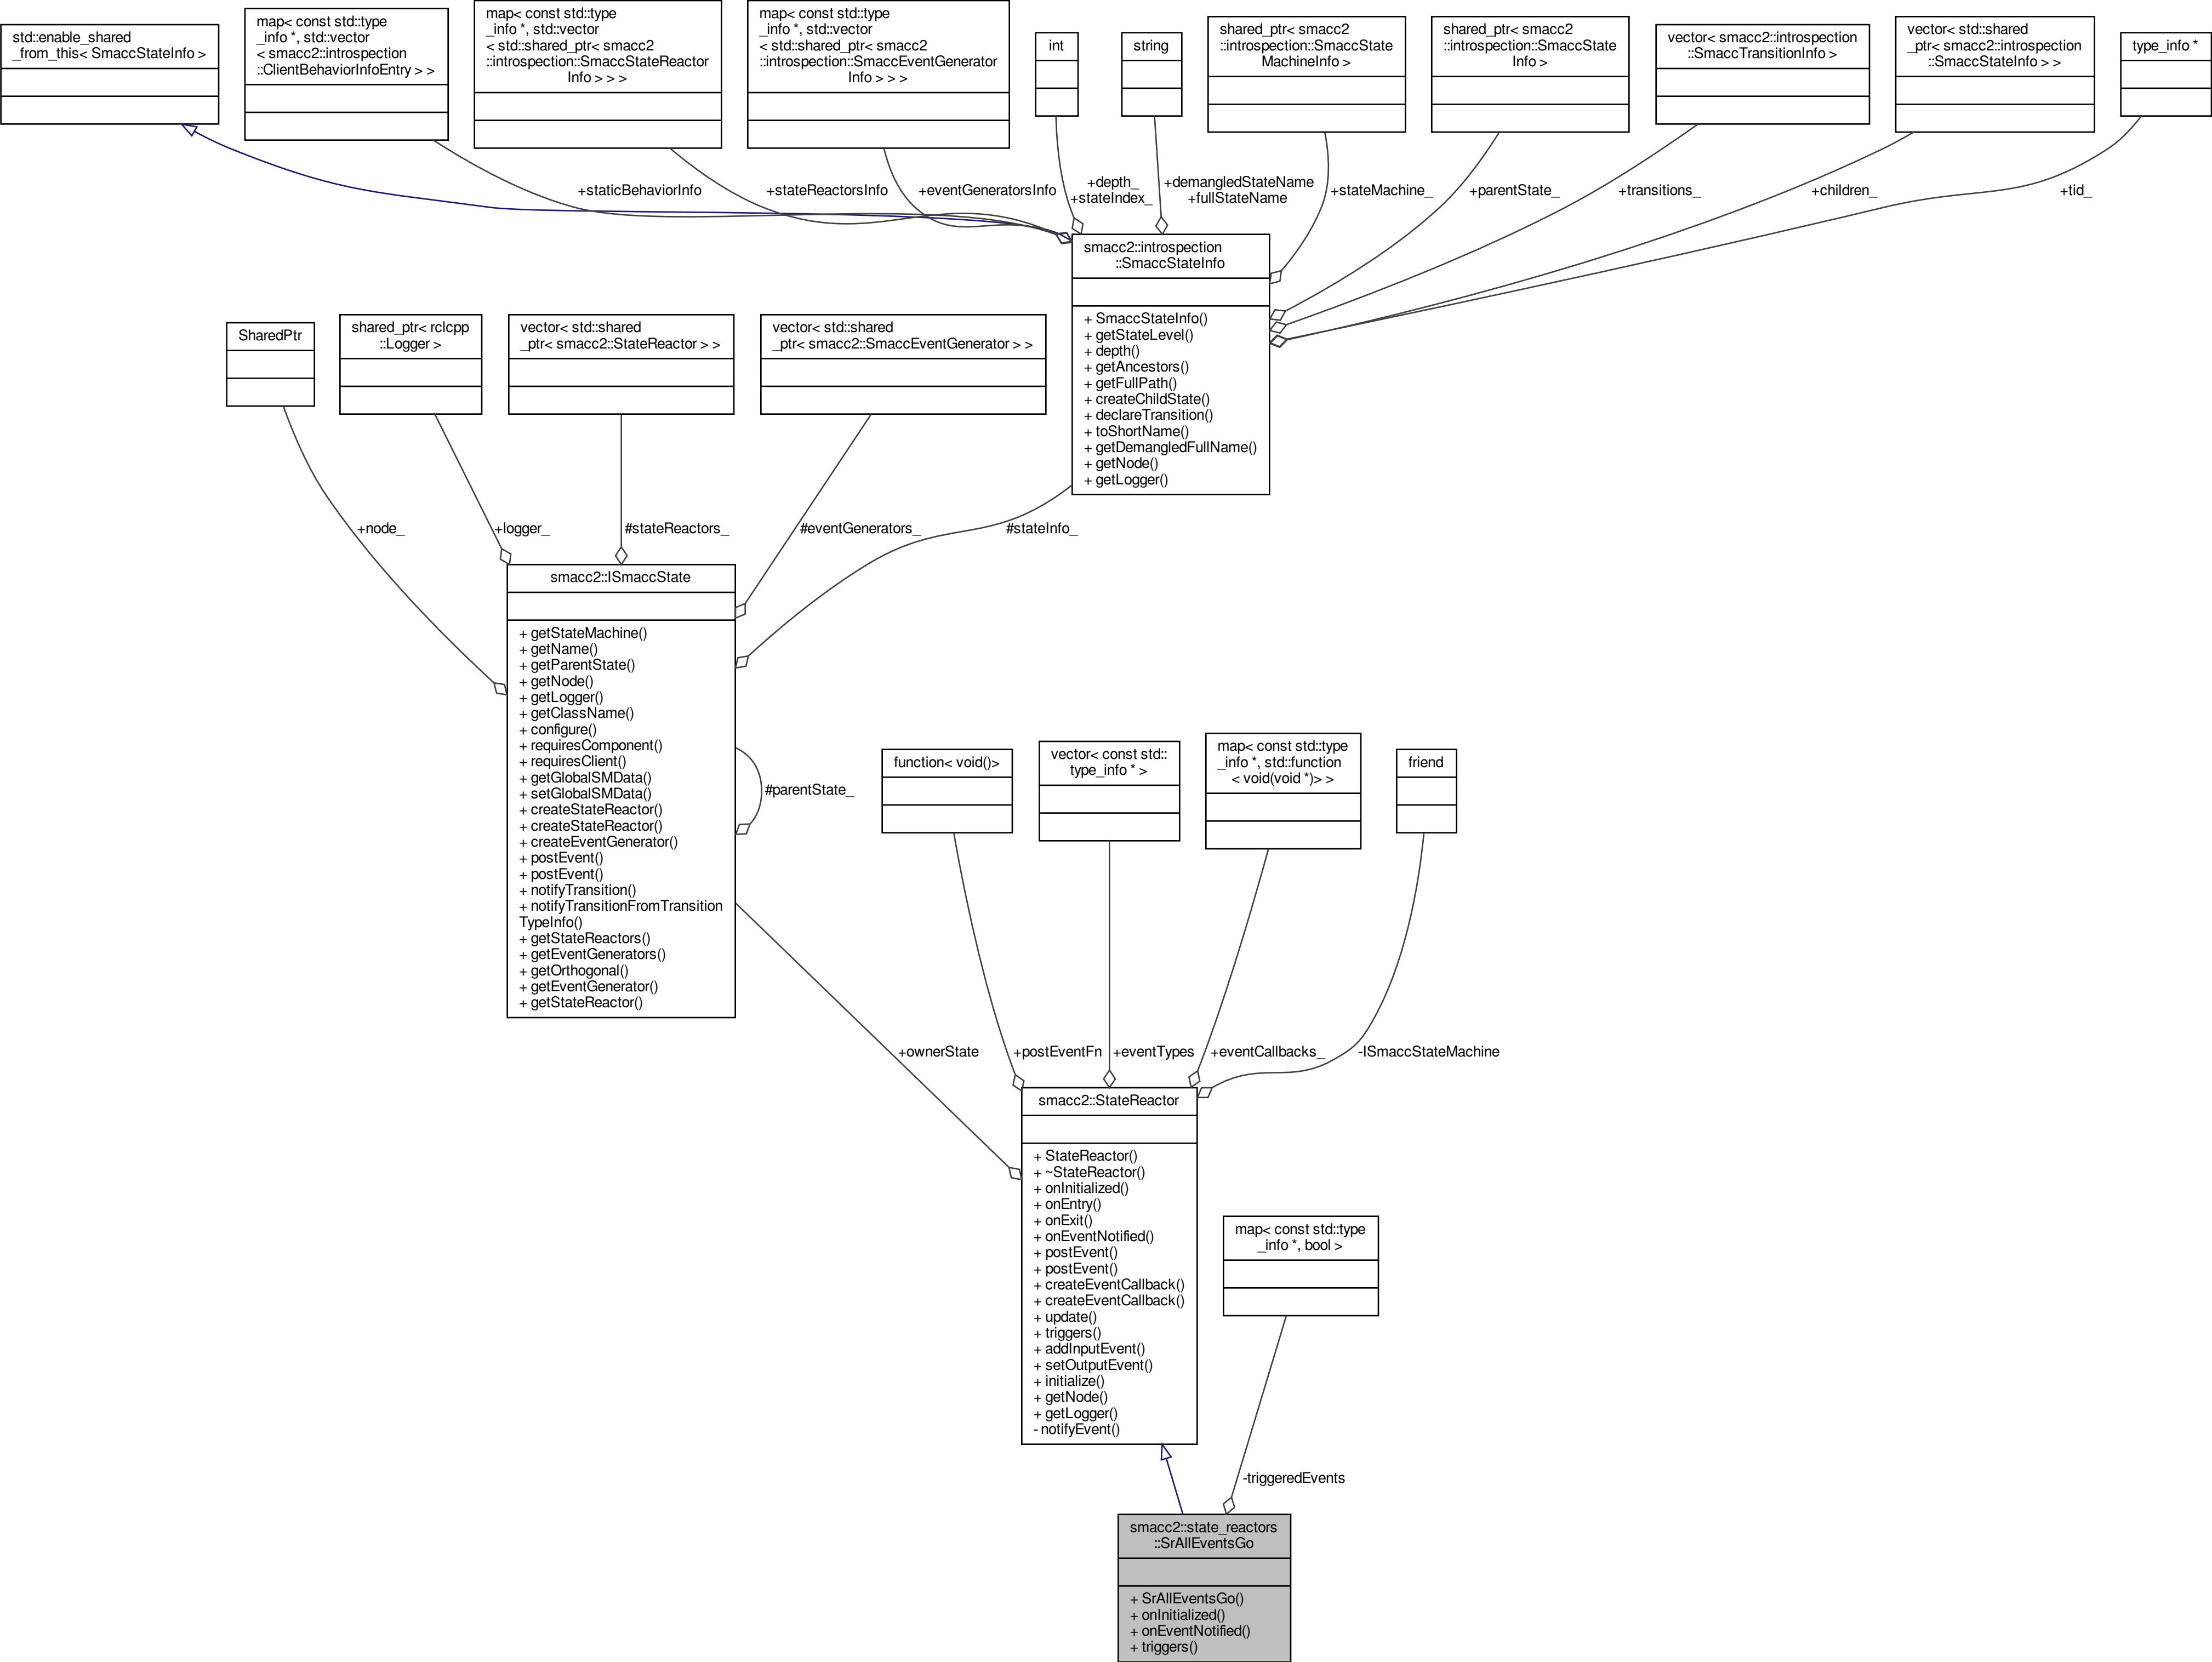 std::enable_shared
_from_this< SmaccStateInfo >
map< const std::type
_info *, std::vector
< smacc2::introspection
::ClientBehaviorInfoEntry > >
map< const std::type
_info *, std::vector
< std::shared_ptr< smacc2
::introspection::SmaccStateReactor
Info > > >
map< const std::type
_info *, std::vector
< std::shared_ptr< smacc2
::introspection::SmaccEventGenerator
Info > > >
int
string
shared_ptr< smacc2
::introspection::SmaccState
MachineInfo >
shared_ptr< smacc2
::introspection::SmaccState
Info >
vector< smacc2::introspection
::SmaccTransitionInfo >
vector< std::shared
_ptr< smacc2::introspection
::SmaccStateInfo > >
type_info *
+staticBehaviorInfo
+stateReactorsInfo
+eventGeneratorsInfo
+depth_
+stateIndex_
+demangledStateName
+fullStateName
+stateMachine_
+parentState_
+transitions_
+children_
+tid_
smacc2::introspection
::SmaccStateInfo
+ SmaccStateInfo()
+ getStateLevel()
+ depth()
+ getAncestors()
+ getFullPath()
+ createChildState()
+ declareTransition()
+ toShortName()
+ getDemangledFullName()
+ getNode()
+ getLogger()
SharedPtr
shared_ptr< rclcpp
::Logger >
vector< std::shared
_ptr< smacc2::StateReactor > >
vector< std::shared
_ptr< smacc2::SmaccEventGenerator > >
+node_
+logger_
#stateReactors_
#eventGenerators_
#stateInfo_
smacc2::ISmaccState
+ getStateMachine()
+ getName()
+ getParentState()
+ getNode()
+ getLogger()
+ getClassName()
+ configure()
+ requiresComponent()
+ requiresClient()
+ getGlobalSMData()
+ setGlobalSMData()
+ createStateReactor()
+ createStateReactor()
+ createEventGenerator()
+ postEvent()
+ postEvent()
+ notifyTransition()
+ notifyTransitionFromTransition
TypeInfo()
+ getStateReactors()
+ getEventGenerators()
+ getOrthogonal()
+ getEventGenerator()
+ getStateReactor()
#parentState_
function< void()>
vector< const std::
type_info * >
map< const std::type
_info *, std::function
< void(void *)> >
friend
+ownerState
+postEventFn
+eventTypes
+eventCallbacks_
-ISmaccStateMachine
smacc2::StateReactor
+ StateReactor()
+ ~StateReactor()
+ onInitialized()
+ onEntry()
+ onExit()
+ onEventNotified()
+ postEvent()
+ postEvent()
+ createEventCallback()
+ createEventCallback()
+ update()
+ triggers()
+ addInputEvent()
+ setOutputEvent()
+ initialize()
+ getNode()
+ getLogger()
- notifyEvent()
map< const std::type
_info *, bool >
-triggeredEvents
smacc2::state_reactors
::SrAllEventsGo
+ SrAllEventsGo()
+ onInitialized()
+ onEventNotified()
+ triggers()